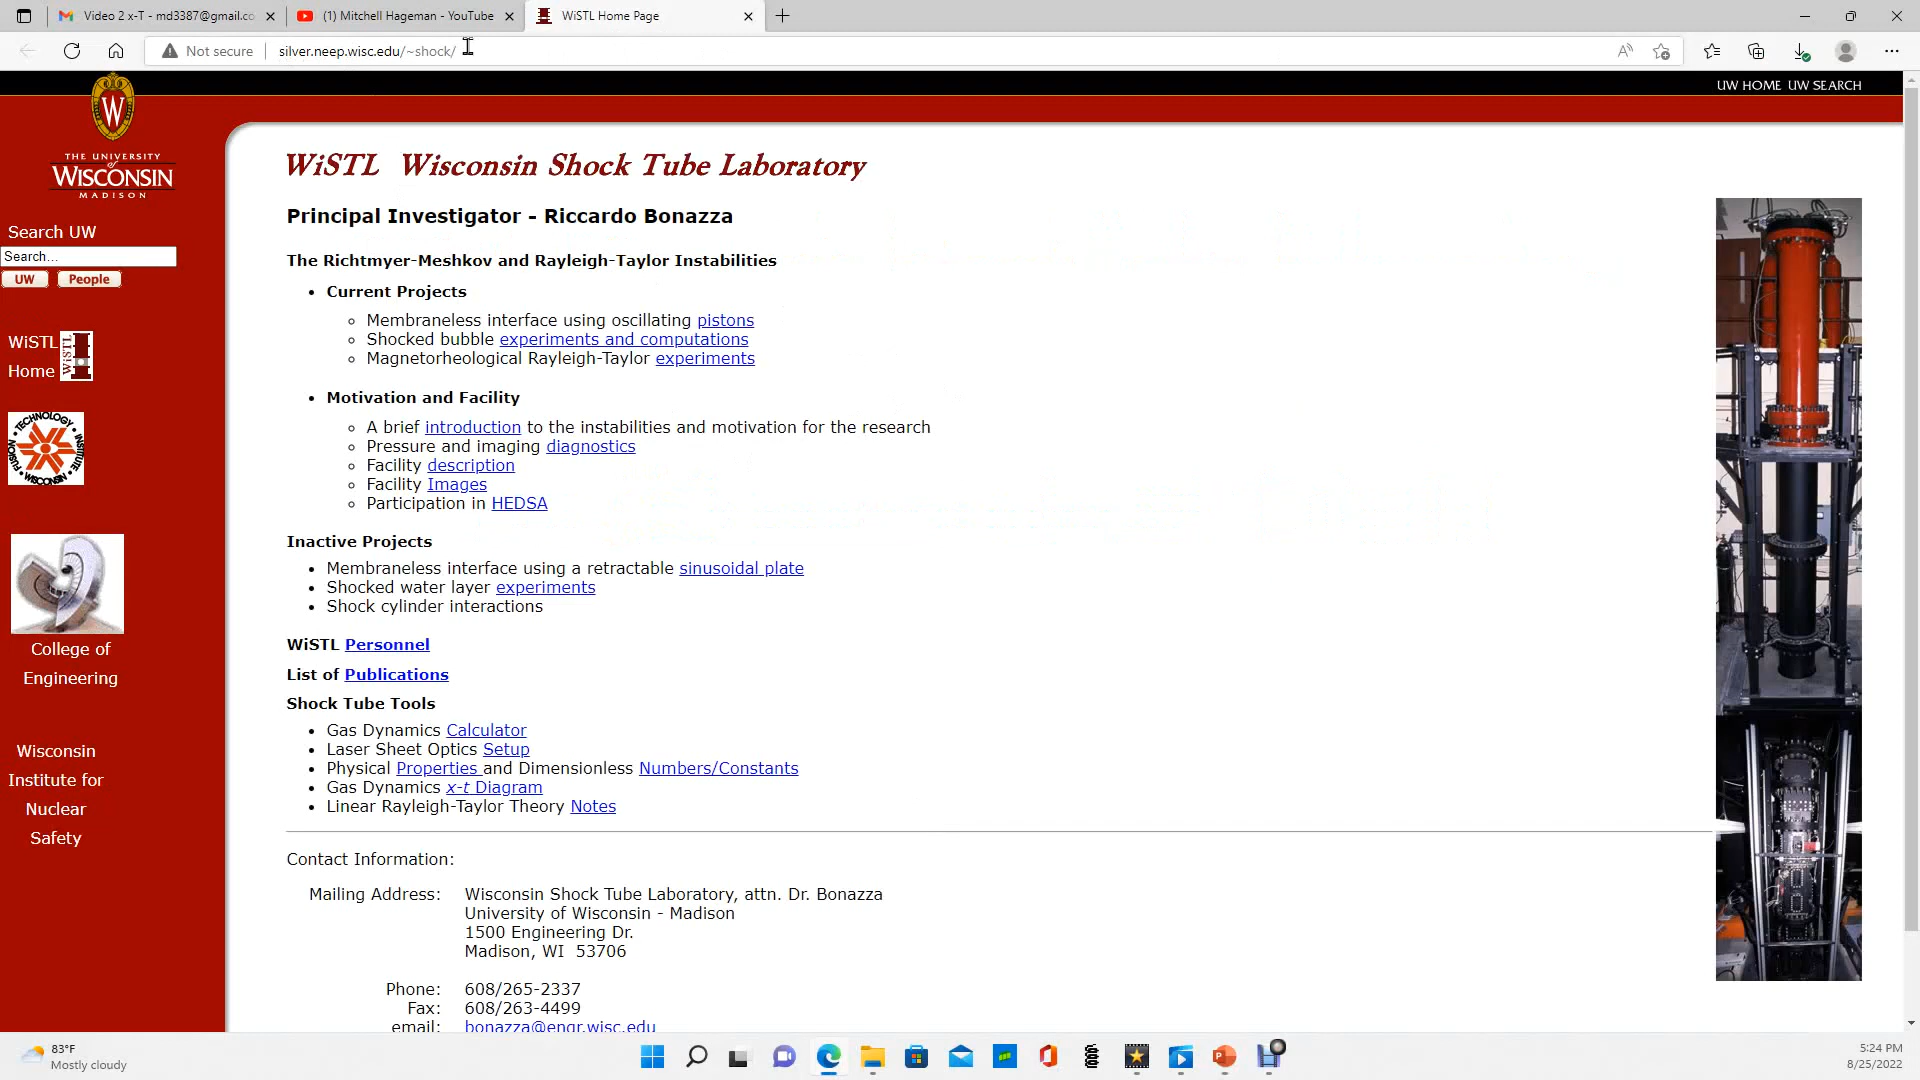 Video 2 x-T - md3387@gmail.co
(1) Mitchell Hageman - YouTube
WiSTL Home Page
Not secure
silver.neep.wisc.edu/~shock/
UW HOME UW SEARCH
W
THE UNIVERSITY
of
WISCONSIN
MADISON
Search UW
Search...
UW
People
WiSTL
Home
WiSTL
TECHNOLOGY
INSTITUTE
WISCONSIN
FUSION
College of
Engineering
Wisconsin
Institute for
Nuclear
Safety
WiSTL Wisconsin Shock Tube Laboratory
Principal Investigator - Riccardo Bonazza
The Richtmyer-Meshkov and Rayleigh-Taylor Instabilities
Current Projects
Membraneless interface using oscillating pistons
Shocked bubble experiments and computations
Magnetorheological Rayleigh-Taylor experiments
Motivation and Facility
A brief introduction to the instabilities and motivation for the research
Pressure and imaging diagnostics
Facility description
Facility Images
Participation in HEDSA
Inactive Projects
Membraneless interface using a retractable sinusoidal plate
Shocked water layer experiments
Shock cylinder interactions
WiSTL Personnel
List of Publications
Shock Tube Tools
Gas Dynamics Calculator
Laser Sheet Optics Setup
Physical Properties and Dimensionless Numbers/Constants
Gas Dynamics x-t Diagram
Linear Rayleigh-Taylor Theory Notes
Contact Information:
Mailing Address: Wisconsin Shock Tube Laboratory, attn. Dr. Bonazza
University of Wisconsin - Madison
1500 Engineering Dr.
Madison, WI 53706
Phone: 608/265-2337
Fax: 608/263-4499
email: bonazza@engr.wisc.edu
83°F
Mostly cloudy
5:24 PM
8/25/2022